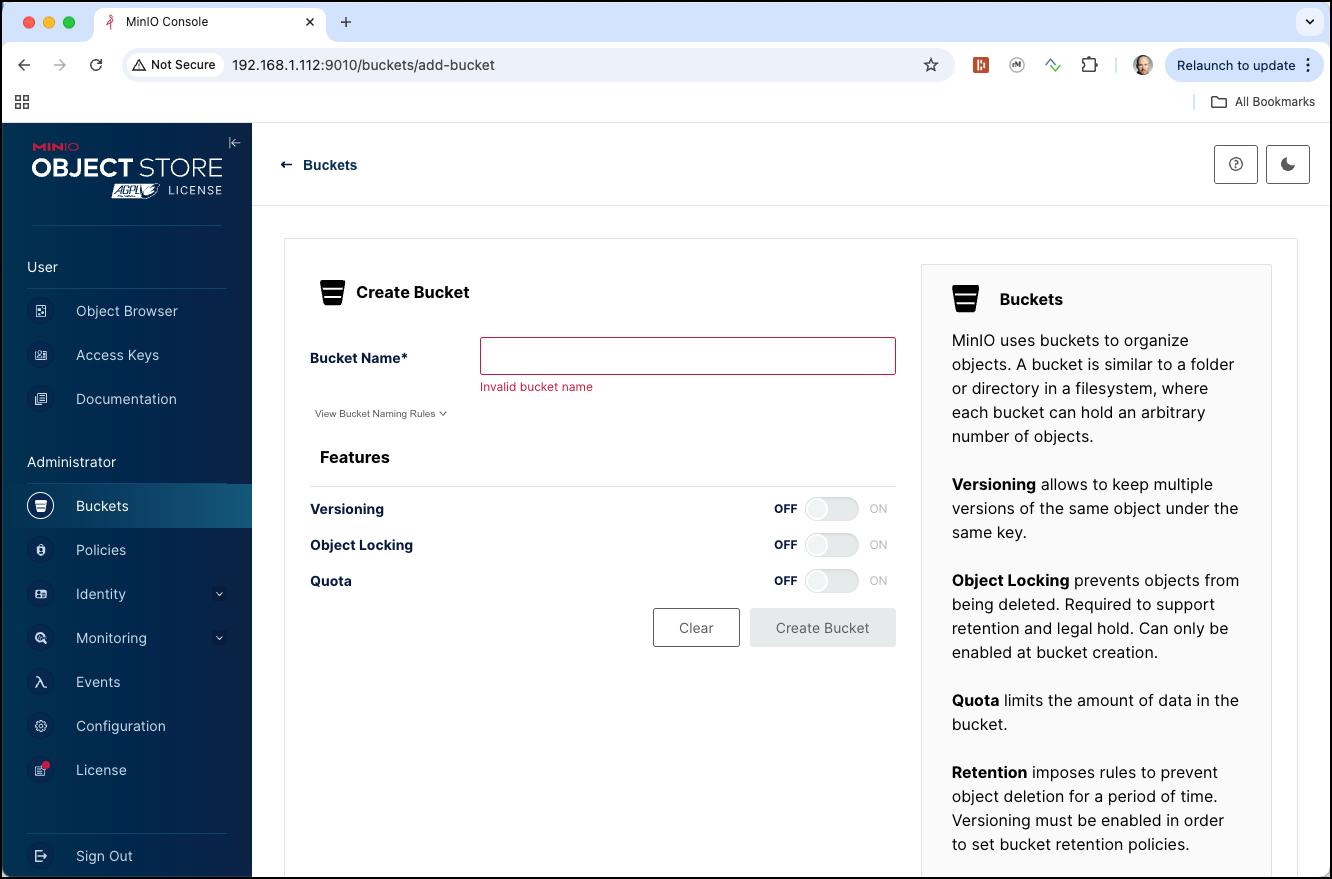 MinIO Console
Not Secure
192.168.1.112:9010/buckets/add-bucket
Relaunch to update
All Bookmarks
MINIO
OBJECT STORE
AGPL LICENSE
User
Object Browser
Access Keys
Documentation
Administrator
Buckets
Policies
Identity
Monitoring
Events
Configuration
License
Sign Out
Buckets
Create Bucket
Bucket Name*
Invalid bucket name
View Bucket Naming Rules
Features
Versioning OFF ON
Object Locking OFF ON
Quota OFF ON
Clear
Create Bucket
Buckets
MinIO uses buckets to organize
objects. A bucket is similar to a folder
or directory in a filesystem, where
each bucket can hold an arbitrary
number of objects.
Versioning allows to keep multiple
versions of the same object under the
same key.
Object Locking prevents objects from
being deleted. Required to support
retention and legal hold. Can only be
enabled at bucket creation.
Quota limits the amount of data in the
bucket.
Retention imposes rules to prevent
object deletion for a period of time.
Versioning must be enabled in order
to set bucket retention policies.